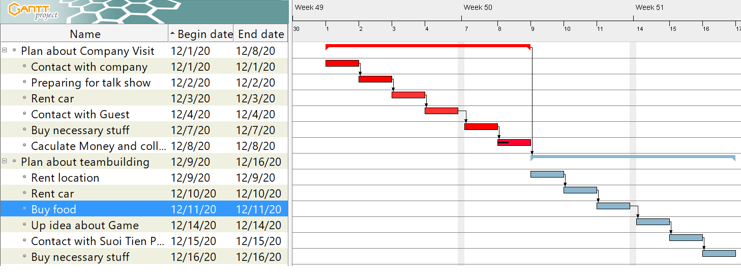 GANTT
project
Week 49 Week 50 Week 51
Name Begin date End date
30 1 2 3 4 7 8 9 10 11 14 15 16 17
Plan about Company Visit 12/1/20 12/8/20
Contact with company 12/1/20 12/1/20
Preparing for talk show 12/2/20 12/2/20
Rent car 12/3/20 12/3/20
Contact with Guest 12/4/20 12/4/20
Buy necessary stuff 12/7/20 12/7/20
Caculate Money and coll... 12/8/20 12/8/20
Plan about teambuilding 12/9/20 12/16/20
Rent location 12/9/20 12/9/20
Rent car 12/10/20 12/10/20
Buy food 12/11/20 12/11/20
Up idea about Game 12/14/20 12/14/20
Contact with Suoi Tien P... 12/15/20 12/15/20
Buy necessary stuff 12/16/20 12/16/20